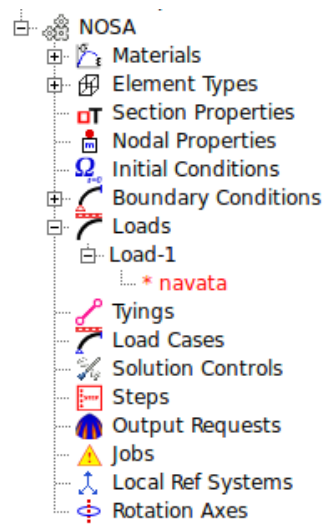 NOSA
Materials
Element Types
Section Properties
Nodal Properties
Initial Conditions
Boundary Conditions
Loads
Load-1
* navata
Tyings
Load Cases
Solution Controls
Steps
Output Requests
Jobs
Local Ref Systems
Rotation Axes